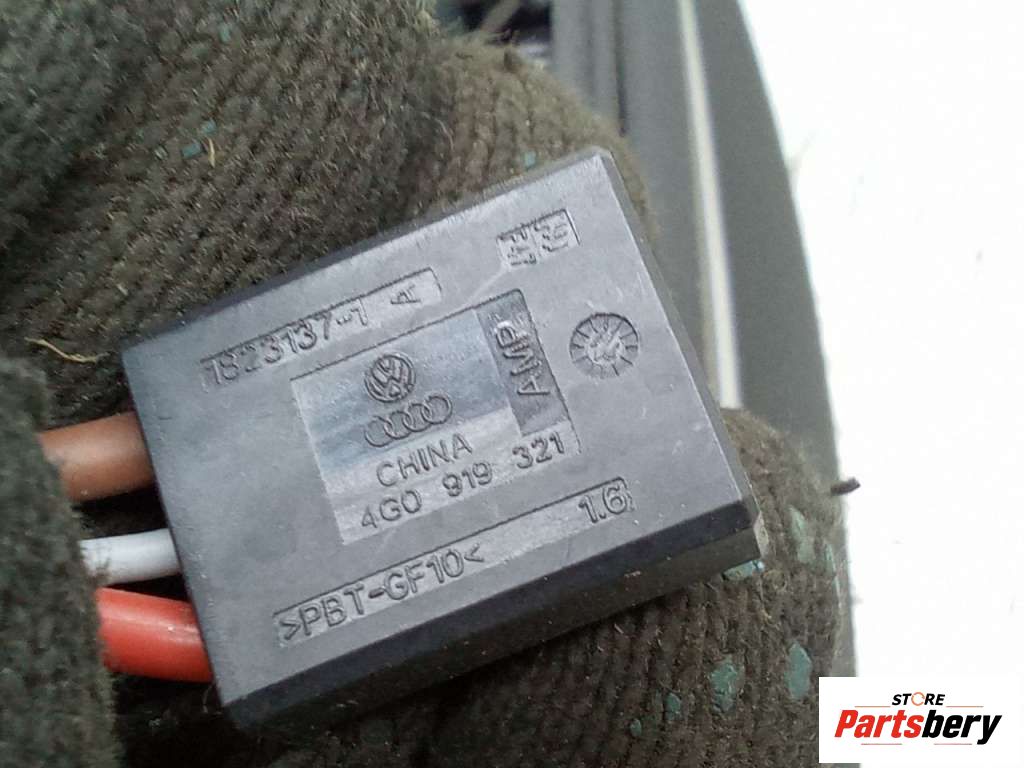 1823137-1 A
AMP
CHINA
4G0 919 321
1.6
>PBT-GF10<
STORE
Partsbery